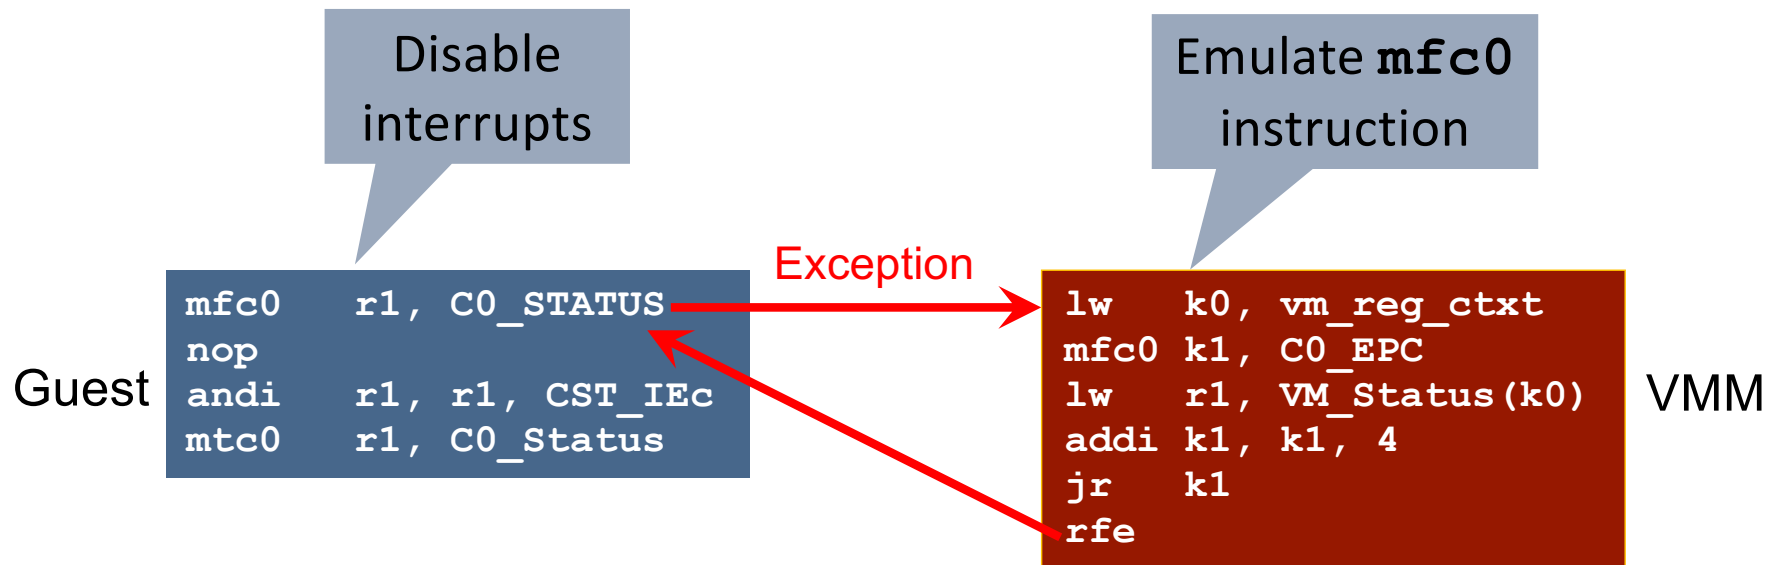 Disable
interrupts
Emulate mfc0
instruction
Exception
Guest
mfc0 r1, C0_STATUS
nop
andi r1, r1, CST_IEc
mtc0 r1, C0_Status
lw k0, vm_reg_ctxt
mfc0 k1, C0_EPC
lw r1, VM_Status(k0)
addi k1, k1, 4
jr k1
rfe
VMM